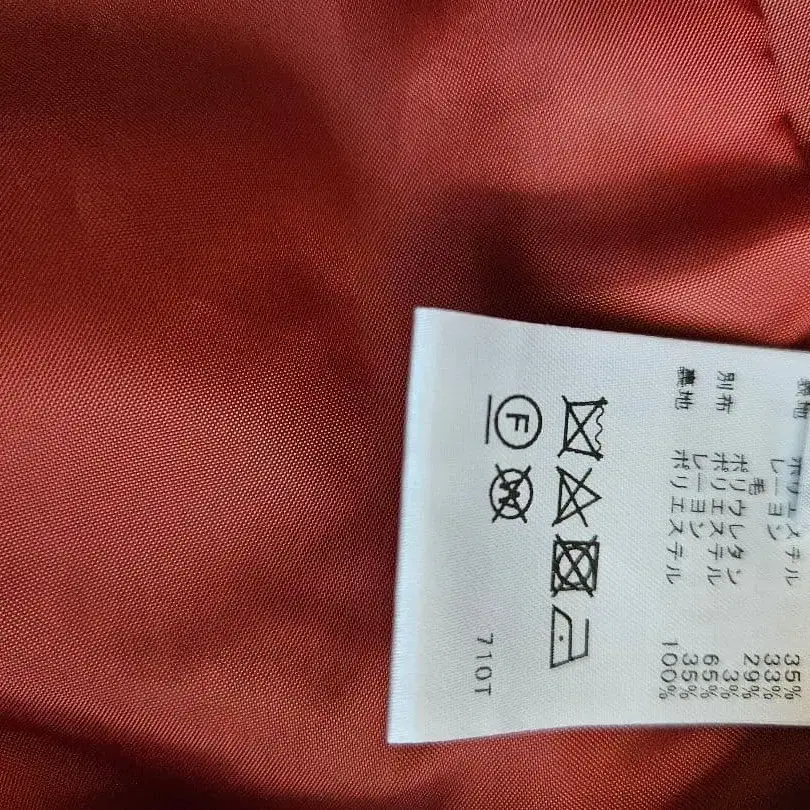 表地 ポリエステル 35%
レーヨン 33%
毛 29%
ポリウレタン 3%
別布 ポリエステル 65%
レーヨン 35%
裏地 ポリエステル 100%
F W
710T